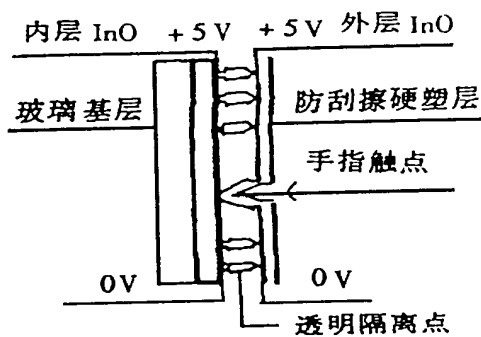 内层 InO +5V +5V 外层 InO
玻璃基层 防刮擦硬塑层
手指触点
0V 0V
透明隔离点